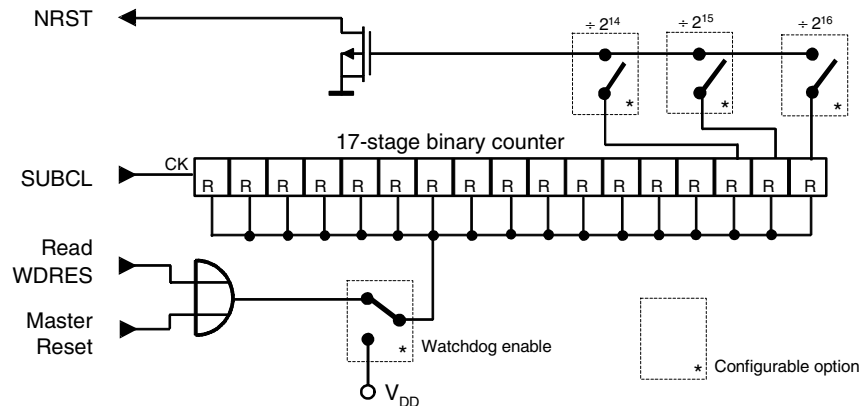 NRST
÷ 2¹⁴ ÷ 2¹⁵ ÷ 2¹⁶
* * *
17-stage binary counter
SUBCL CK R R R R R R R R R R R R R R R R R
Read
WDRES
Master
Reset
* Watchdog enable
* Configurable option
V_DD